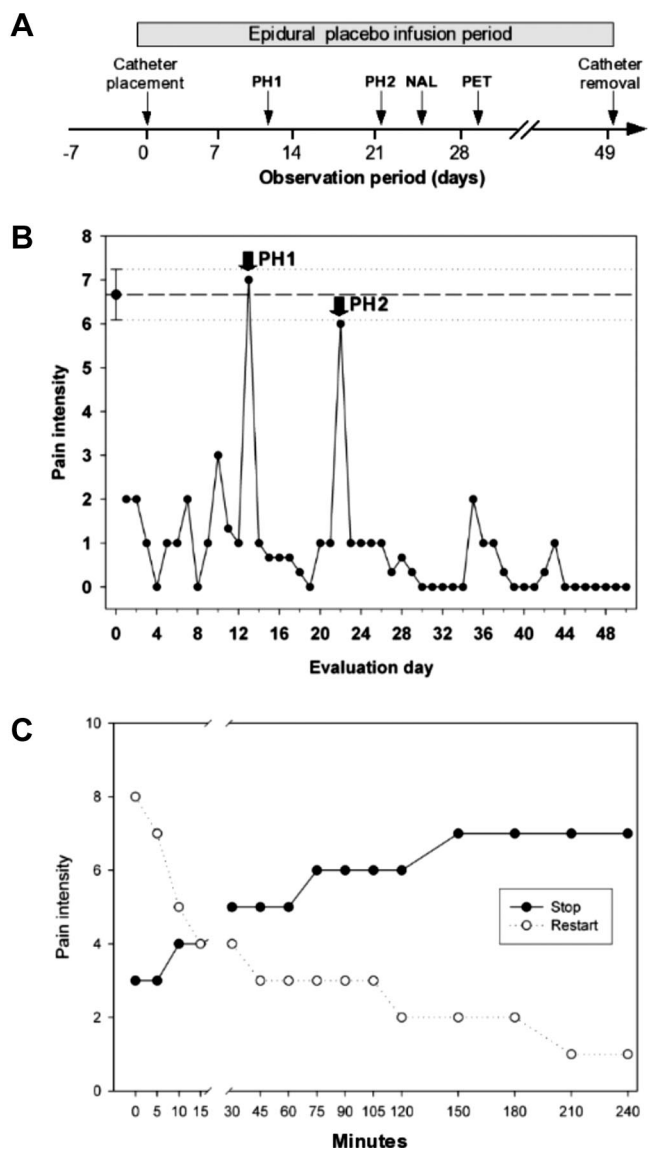 A
Epidural placebo infusion period
Catheter placement
PH1
PH2
NAL
PET
Catheter removal
-7 0 7 14 21 28 49
Observation period (days)
B
8
7
6
5
4
3
2
1
0
PH1
PH2
Pain intensity
0 4 8 12 16 20 24 28 32 36 40 44 48
Evaluation day
C
10
8
6
4
2
0
Pain intensity
Stop
Restart
0 5 10 15 30 45 60 75 90 105 120 150 180 210 240
Minutes